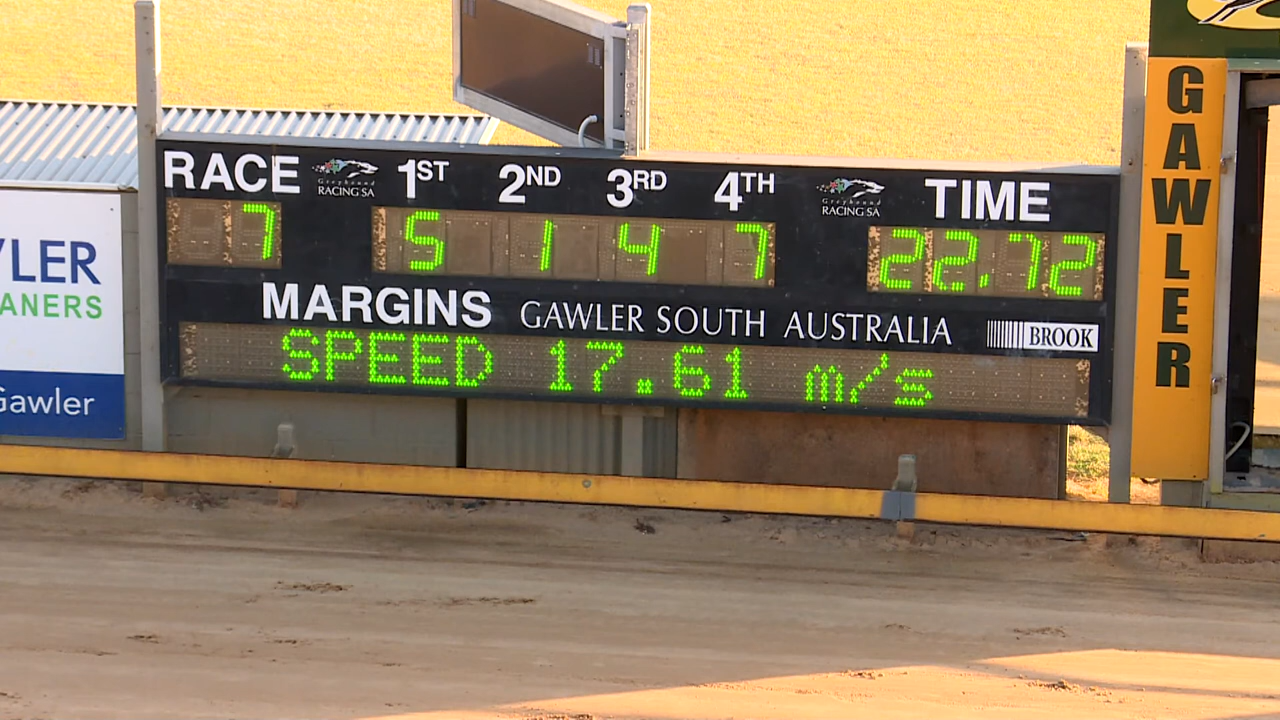 RACE Greyhound RACING SA 1ST 2ND 3RD 4TH Greyhound RACING SA TIME
7 5 1 4 7 22.72
MARGINS GAWLER SOUTH AUSTRALIA BROOK
SPEED 17.61 m/s
GAWLER
LER
ANERS
Gawler